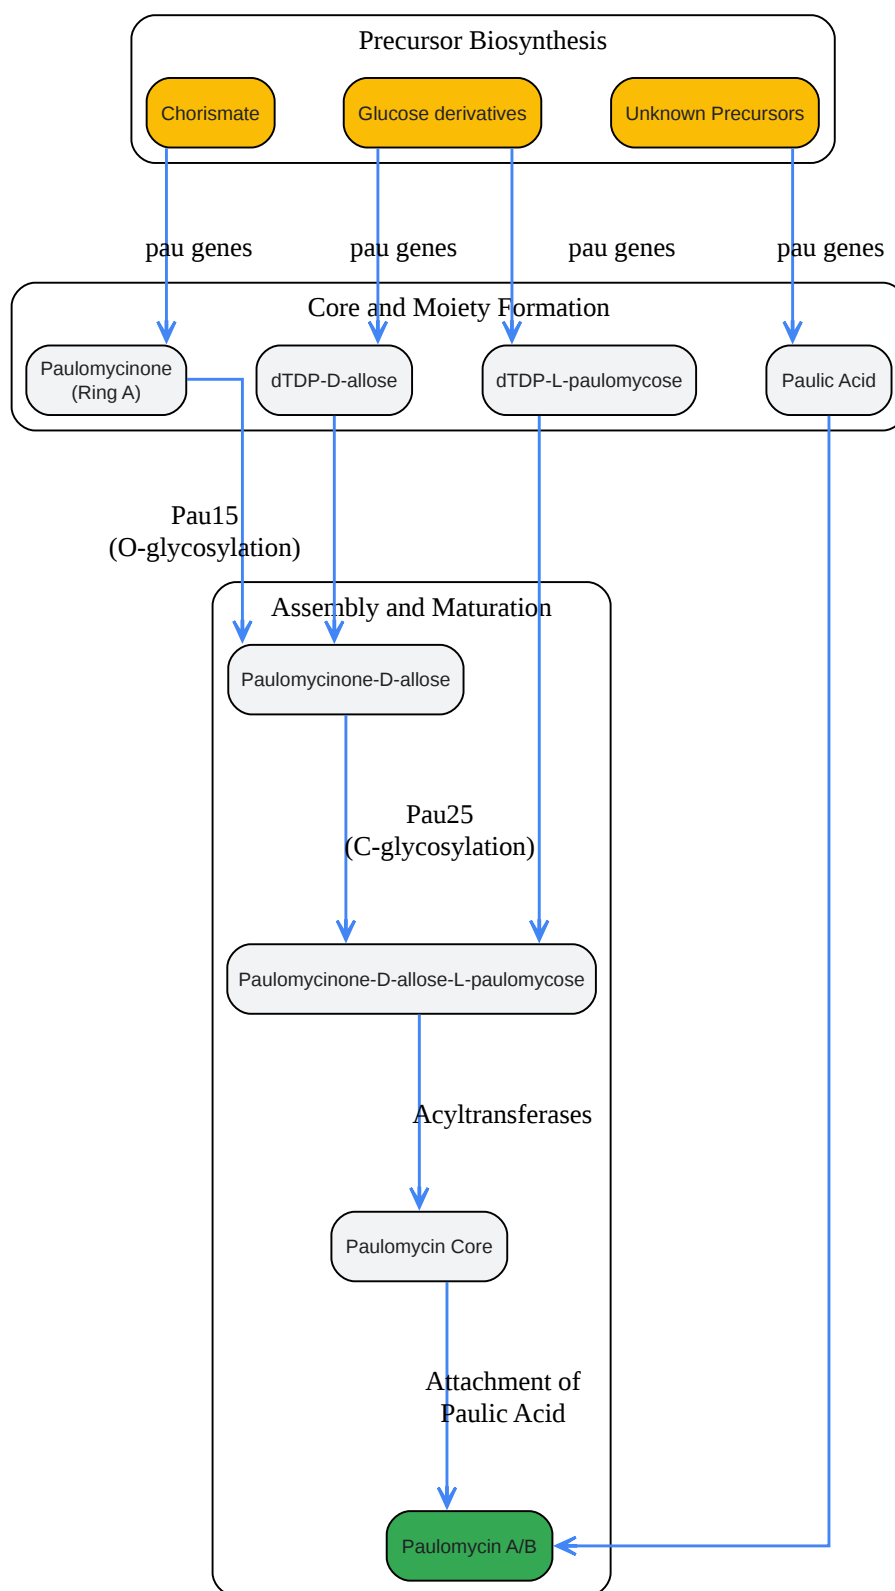 Precursor Biosynthesis
Chorismate
Glucose derivatives
Unknown Precursors
pau genes
pau genes
pau genes
pau genes
Core and Moiety Formation
Paulomycinone
(Ring A)
dTDP-D-allose
dTDP-L-paulomycose
Paulic Acid
Pau15
(O-glycosylation)
Assembly and Maturation
Paulomycinone-D-allose
Pau25
(C-glycosylation)
Paulomycinone-D-allose-L-paulomycose
Acyltransferases
Paulomycin Core
Attachment of
Paulic Acid
Paulomycin A/B